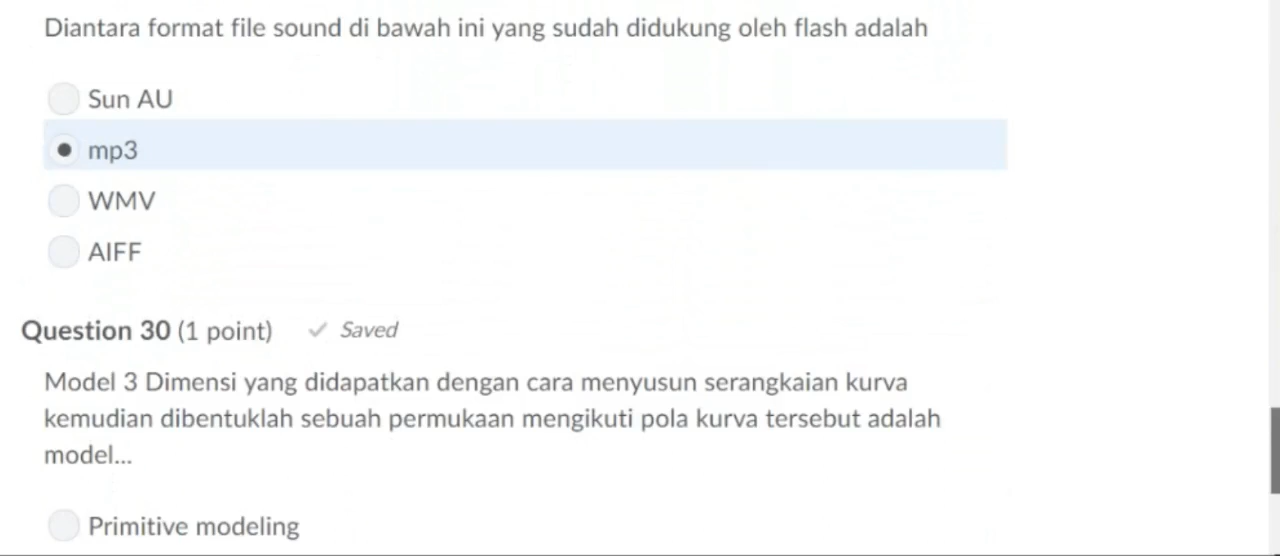 Diantara format file sound di bawah ini yang sudah didukung oleh flash adalah
Sun AU
mp3
WMV
AIFF
Question 30 (1 point) ✓ Saved
Model 3 Dimensi yang didapatkan dengan cara menyusun serangkaian kurva
kemudian dibentuklah sebuah permukaan mengikuti pola kurva tersebut adalah
model...
Primitive modeling